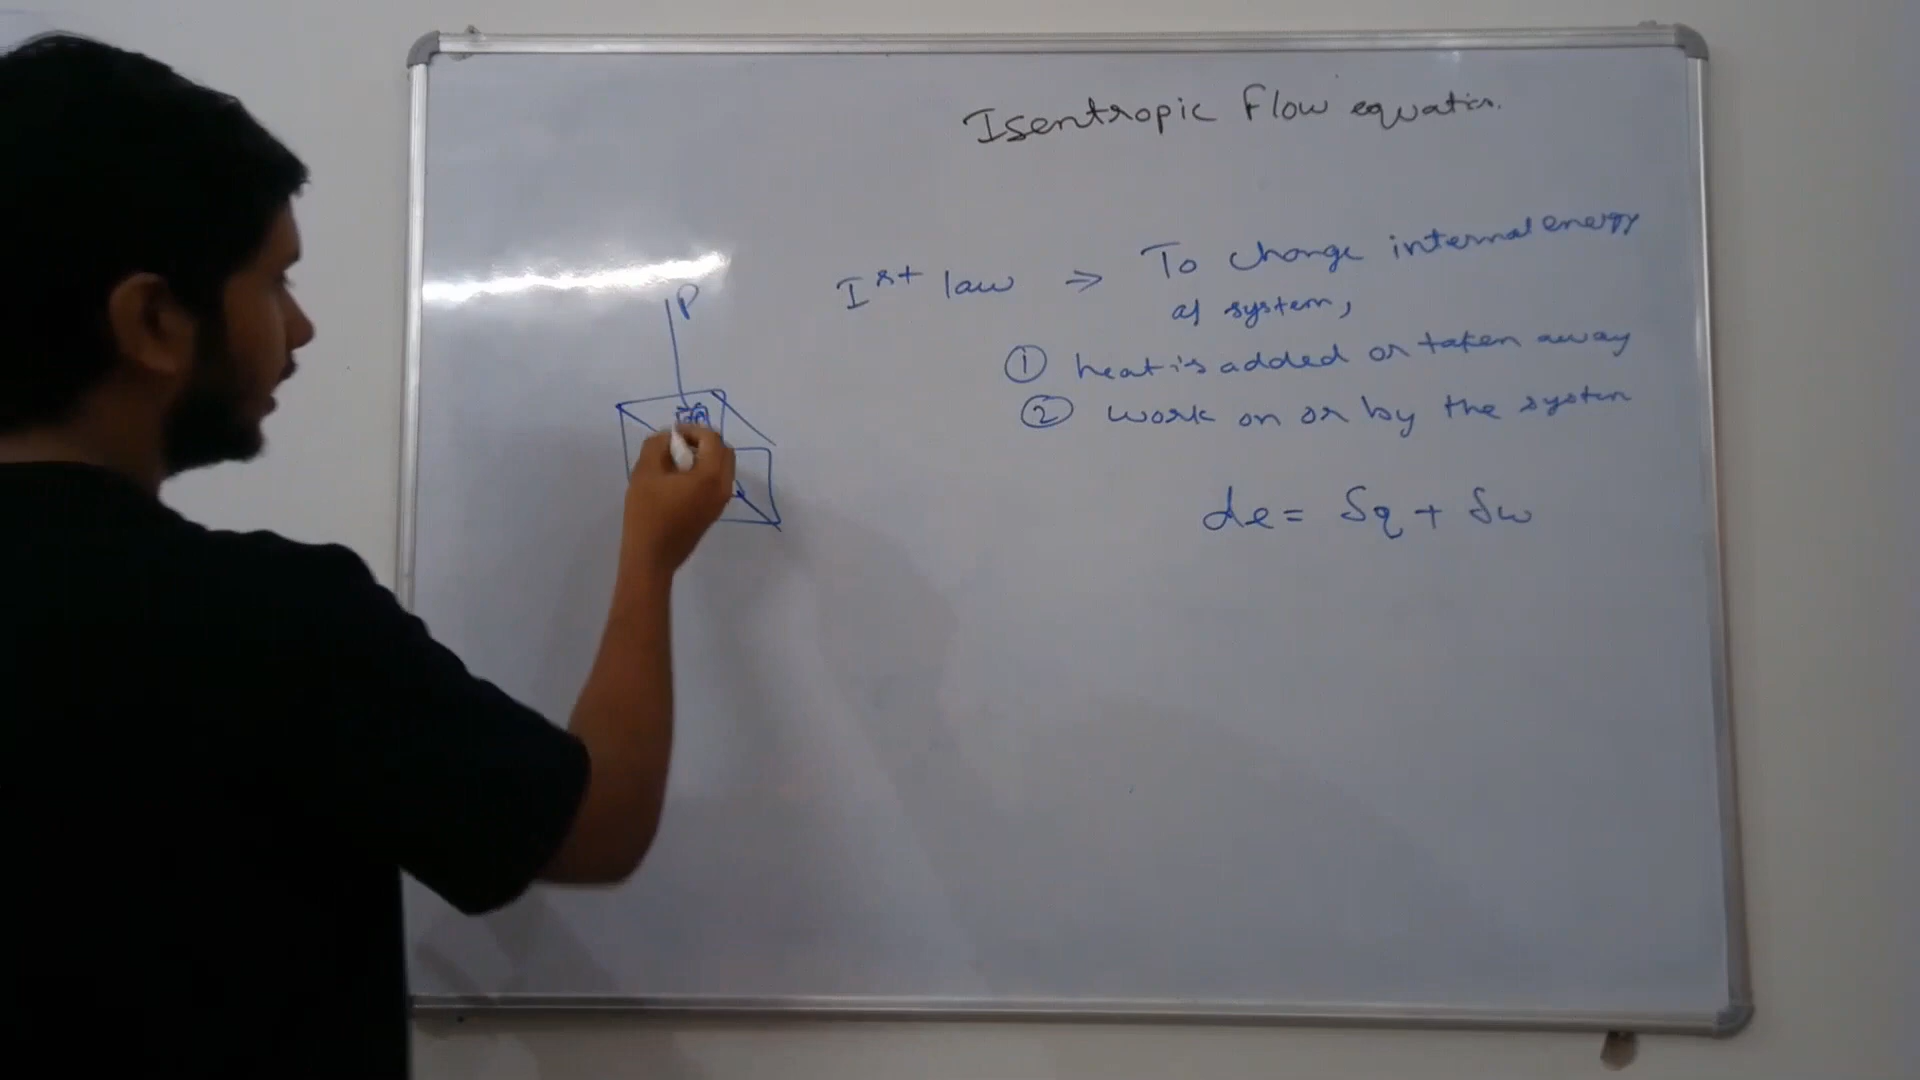 Isentropic Flow equation.
P
Ist law ⇒ To change internal energy
of system,
① heat is added or taken away
② work on or by the system
de = δq + δw